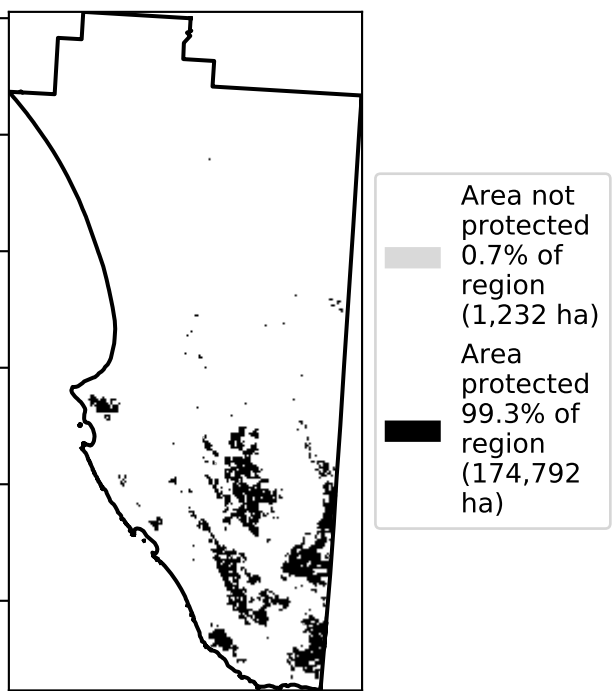 Area not
protected
0.7% of
region
(1,232 ha)
Area
protected
99.3% of
region
(174,792
ha)